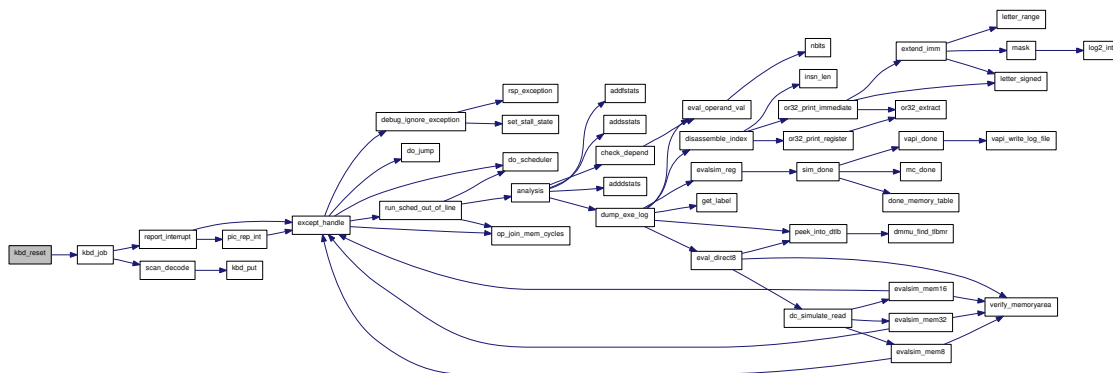 kbd_reset
kbd_job
report_interrupt
scan_decode
pic_rep_int
kbd_put
except_handle
debug_ignore_exception
do_jump
run_sched_out_of_line
rsp_exception
set_stall_state
do_scheduler
analysis
op_join_mem_cycles
addfstats
addsstats
check_depend
adddstats
dump_exe_log
eval_operand_val
disassemble_index
evalsim_reg
get_label
eval_direct8
nbits
insn_len
or32_print_immediate
or32_print_register
sim_done
peek_into_dtlb
dc_simulate_read
extend_imm
or32_extract
vapi_done
mc_done
done_memory_table
dmmu_find_tlbmr
evalsim_mem16
evalsim_mem32
evalsim_mem8
letter_range
mask
letter_signed
vapi_write_log_file
verify_memoryarea